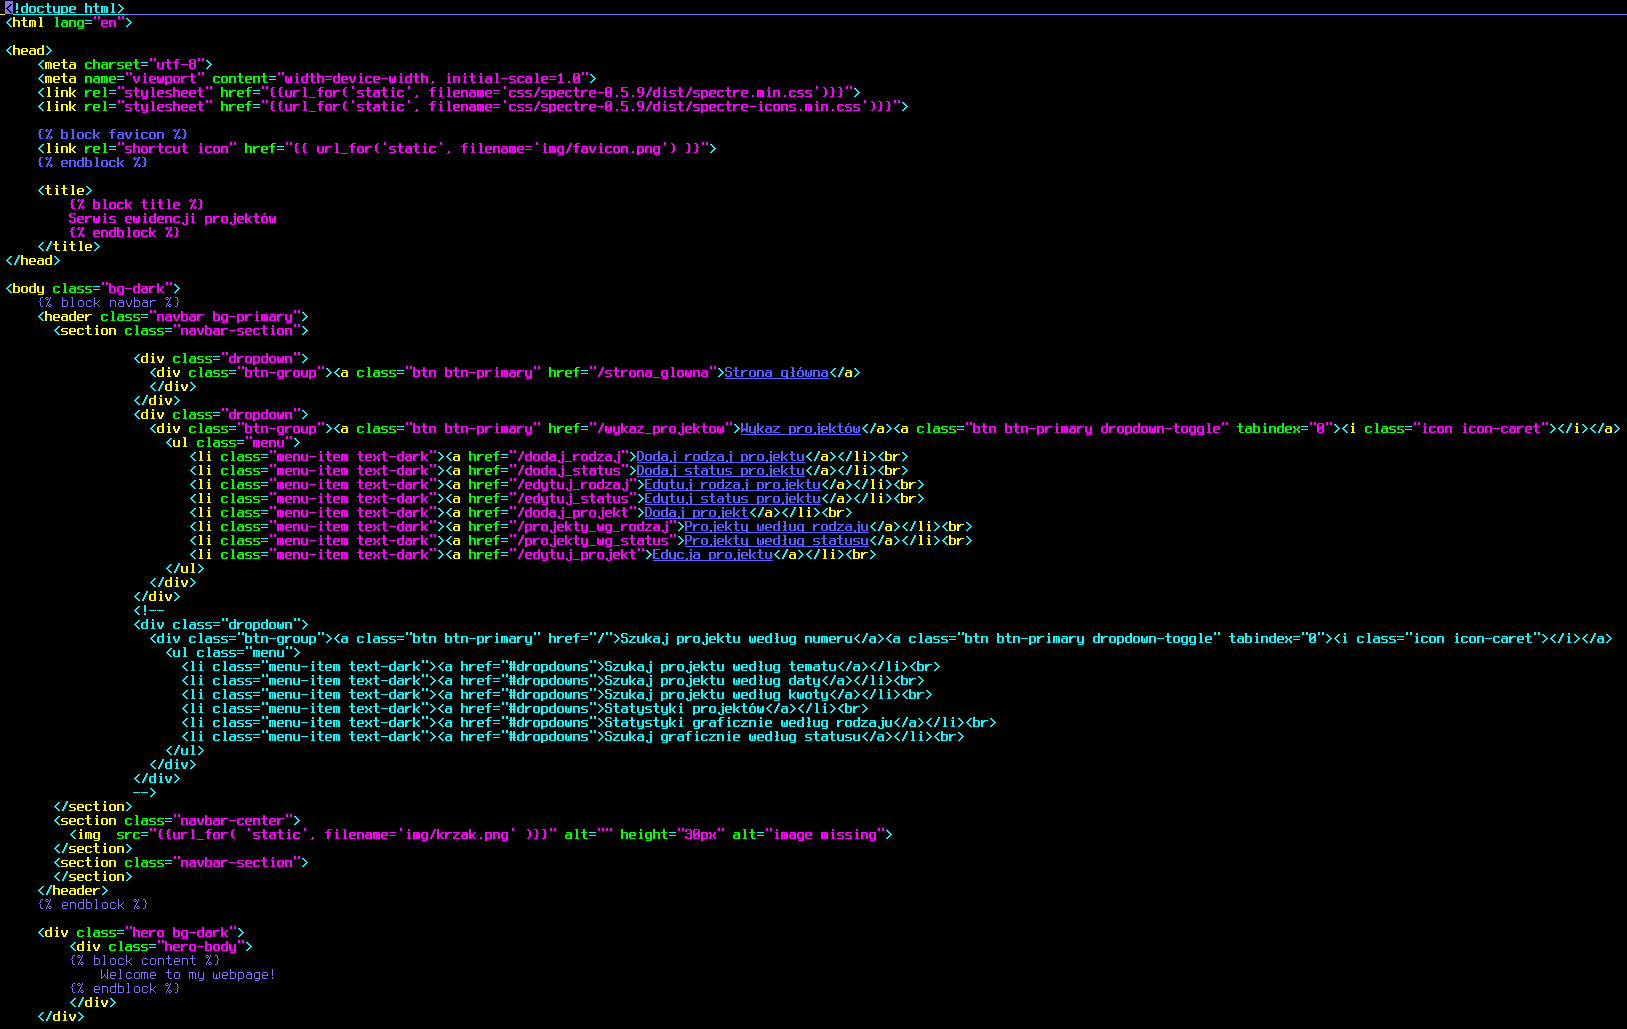 <!doctype html>
<html lang="en">
<head>
<meta charset="utf-8">
<meta name="viewport" content="width=device-width, initial-scale=1.0">
<link rel="stylesheet" href="{{url_for('static', filename='css/spectre-0.5.9/dist/spectre.min.css')}}">
<link rel="stylesheet" href="{{url_for('static', filename='css/spectre-0.5.9/dist/spectre-icons.min.css')}}">
{% block favicon %}
<link rel="shortcut icon" href="{{ url_for('static', filename='img/favicon.png') }}">
{% endblock %}
<title>
{% block title %}
Serwis ewidencji projektów
{% endblock %}
</title>
</head>
<body class="bg-dark">
{% block navbar %}
<header class="navbar bg-primary">
<section class="navbar-section">
<div class="dropdown">
<div class="btn-group"><a class="btn btn-primary" href="/strona_glowna">Strona główna</a>
</div>
</div>
<div class="dropdown">
<div class="btn-group"><a class="btn btn-primary" href="/wykaz_projektow">Wykaz projektów</a><a class="btn btn-primary dropdown-toggle" tabindex="0"><i class="icon icon-caret"></i></a>
<ul class="menu">
<li class="menu-item text-dark"><a href="/dodaj_rodzaj">Dodaj rodzaj projektu</a></li><br>
<li class="menu-item text-dark"><a href="/dodaj_status">Dodaj status projektu</a></li><br>
<li class="menu-item text-dark"><a href="/edytuj_rodzaj">Edytuj rodzaj projektu</a></li><br>
<li class="menu-item text-dark"><a href="/edytuj_status">Edytuj status projektu</a></li><br>
<li class="menu-item text-dark"><a href="/dodaj_projekt">Dodaj projekt</a></li><br>
<li class="menu-item text-dark"><a href="/projekty_wg_rodzaj">Projekty według rodzaju</a></li><br>
<li class="menu-item text-dark"><a href="/projekty_wg_status">Projekty według statusu</a></li><br>
<li class="menu-item text-dark"><a href="/edytuj_projekt">Edycja projektu</a></li><br>
</ul>
</div>
</div>
<!--
<div class="dropdown">
<div class="btn-group"><a class="btn btn-primary" href="/">Szukaj projektu według numeru</a><a class="btn btn-primary dropdown-toggle" tabindex="0"><i class="icon icon-caret"></i></a>
<ul class="menu">
<li class="menu-item text-dark"><a href="#dropdowns">Szukaj projektu według tematu</a></li><br>
<li class="menu-item text-dark"><a href="#dropdowns">Szukaj projektu według daty</a></li><br>
<li class="menu-item text-dark"><a href="#dropdowns">Szukaj projektu według kwoty</a></li><br>
<li class="menu-item text-dark"><a href="#dropdowns">Statystyki projektów</a></li><br>
<li class="menu-item text-dark"><a href="#dropdowns">Statystyki graficznie według rodzaju</a></li><br>
<li class="menu-item text-dark"><a href="#dropdowns">Szukaj graficznie według statusu</a></li><br>
</ul>
</div>
</div>
-->
</section>
<section class="navbar-center">
<img  src="{{url_for( 'static', filename='img/krzak.png' )}}" alt="" height="30px" alt="image missing">
</section>
<section class="navbar-section">
</section>
</header>
{% endblock %}
<div class="hero bg-dark">
<div class="hero-body">
{% block content %}
Welcome to my webpage!
{% endblock %}
</div>
</div>